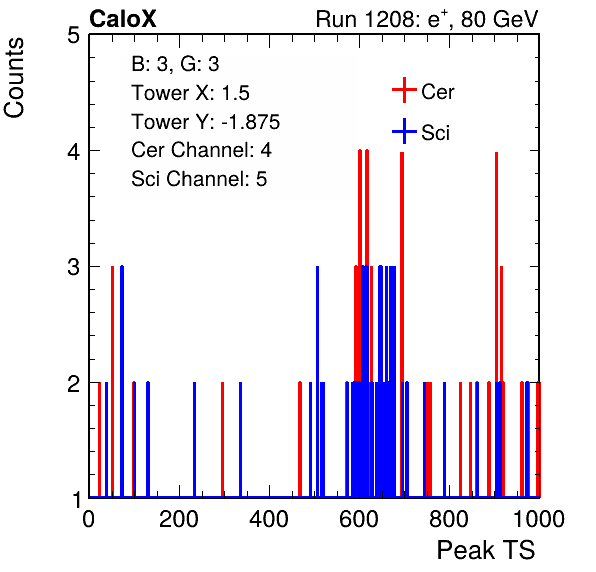 CaloX Run 1208: e⁺, 80 GeV
Counts
B: 3, G: 3
Tower X: 1.5
Tower Y: -1.875
Cer Channel: 4
Sci Channel: 5
Cer
Sci
5
4
3
2
1
0 200 400 600 800 1000
Peak TS